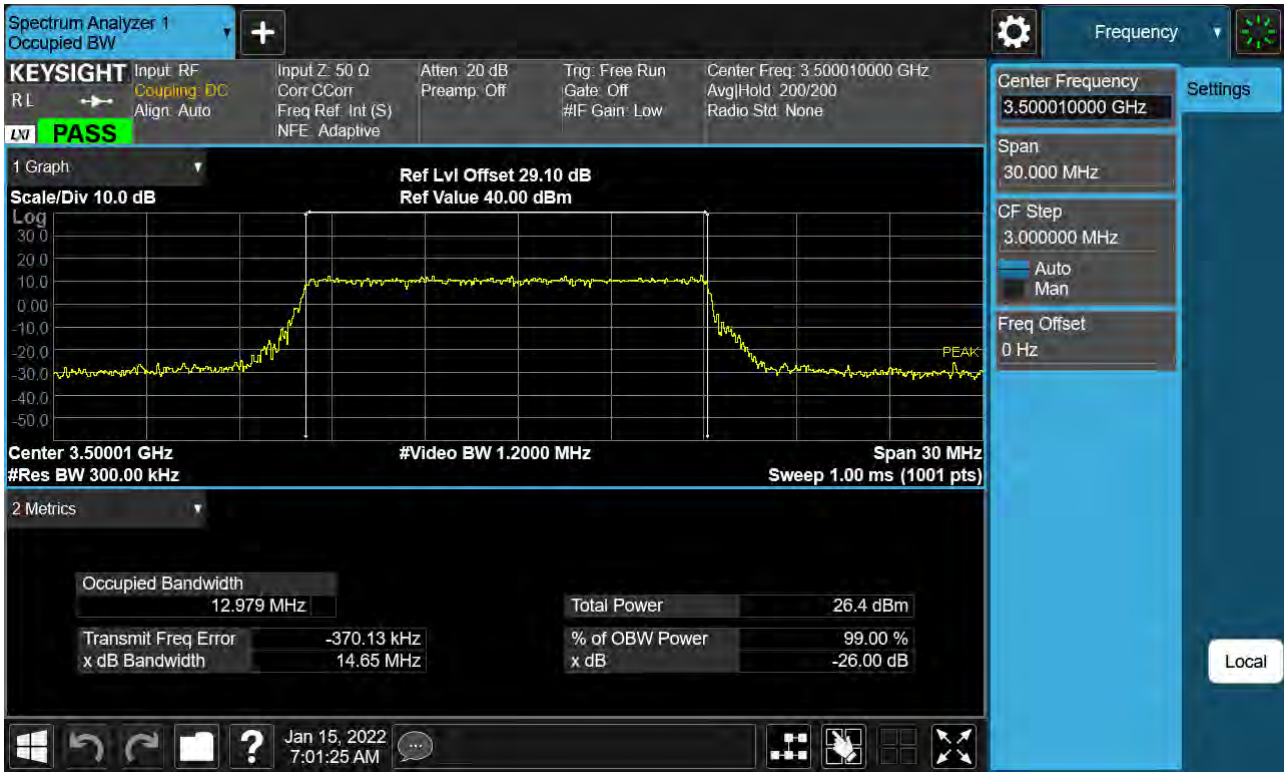 Spectrum Analyzer 1
Occupied BW
+
Frequency
KEYSIGHT
RL
LXI
PASS
Input: RF
Coupling: DC
Align: Auto
Input Z: 50 Ω
Corr CCorr
Freq Ref: Int (S)
NFE: Adaptive
Atten: 20 dB
Preamp: Off
Trig: Free Run
Gate: Off
#IF Gain: Low
Center Freq: 3.500010000 GHz
Avg|Hold: 200/200
Radio Std: None
1 Graph
Scale/Div 10.0 dB
Ref Lvl Offset 29.10 dB
Ref Value 40.00 dBm
Log
30.0
20.0
10.0
0.00
-10.0
-20.0
-30.0
-40.0
-50.0
PEAK
Center 3.50001 GHz
#Video BW 1.2000 MHz
Span 30 MHz
#Res BW 300.00 kHz
Sweep 1.00 ms (1001 pts)
2 Metrics
Occupied Bandwidth
12.979 MHz
Transmit Freq Error -370.13 kHz
x dB Bandwidth 14.65 MHz
Total Power 26.4 dBm
% of OBW Power 99.00 %
x dB -26.00 dB
Center Frequency
3.500010000 GHz
Span
30.000 MHz
CF Step
3.000000 MHz
Auto
Man
Freq Offset
0 Hz
Settings
Local
?
Jan 15, 2022
7:01:25 AM